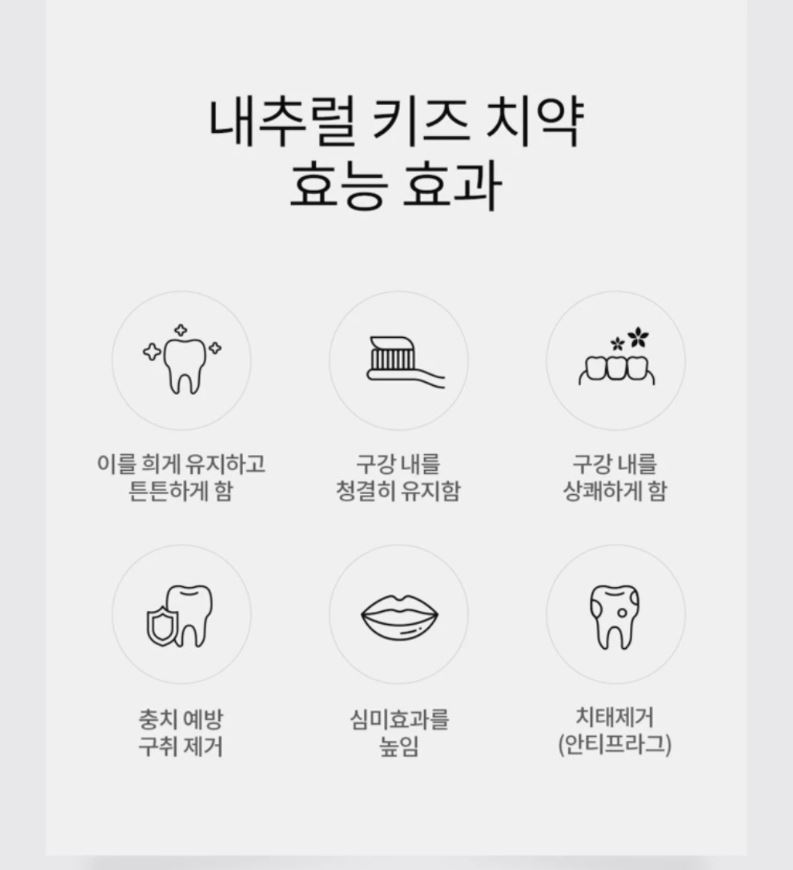 내추럴 키즈 치약
효능 효과
이를 희게 유지하고
튼튼하게 함
구강 내를
청결히 유지함
구강 내를
상쾌하게 함
충치 예방
구취 제거
심미효과를
높임
치태제거
(안티프라그)